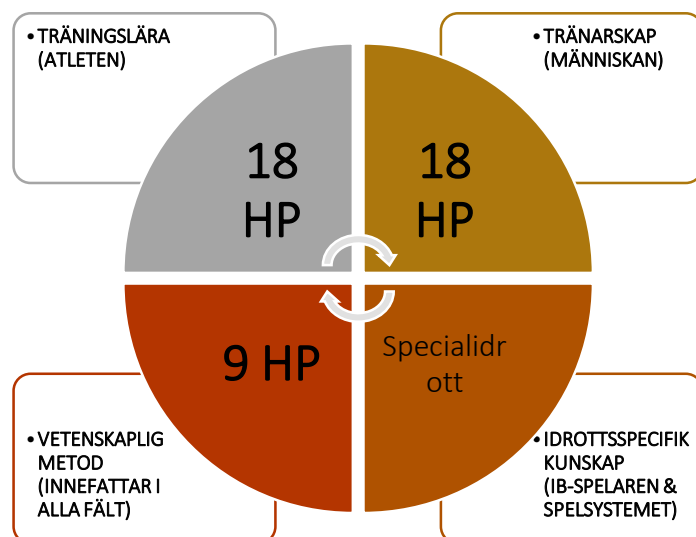 • TRÄNINGSLÄRA
(ATLETEN)
• TRÄNARSKAP
(MÄNNISKAN)
18
HP
18
HP
9 HP
Specialidr
ott
• VETENSKAPLIG
METOD
(INNEFATTAR I
ALLA FÄLT)
• IDROTTSSPECIFIK
KUNSKAP
(IB-SPELAREN &
SPELSYSTEMET)